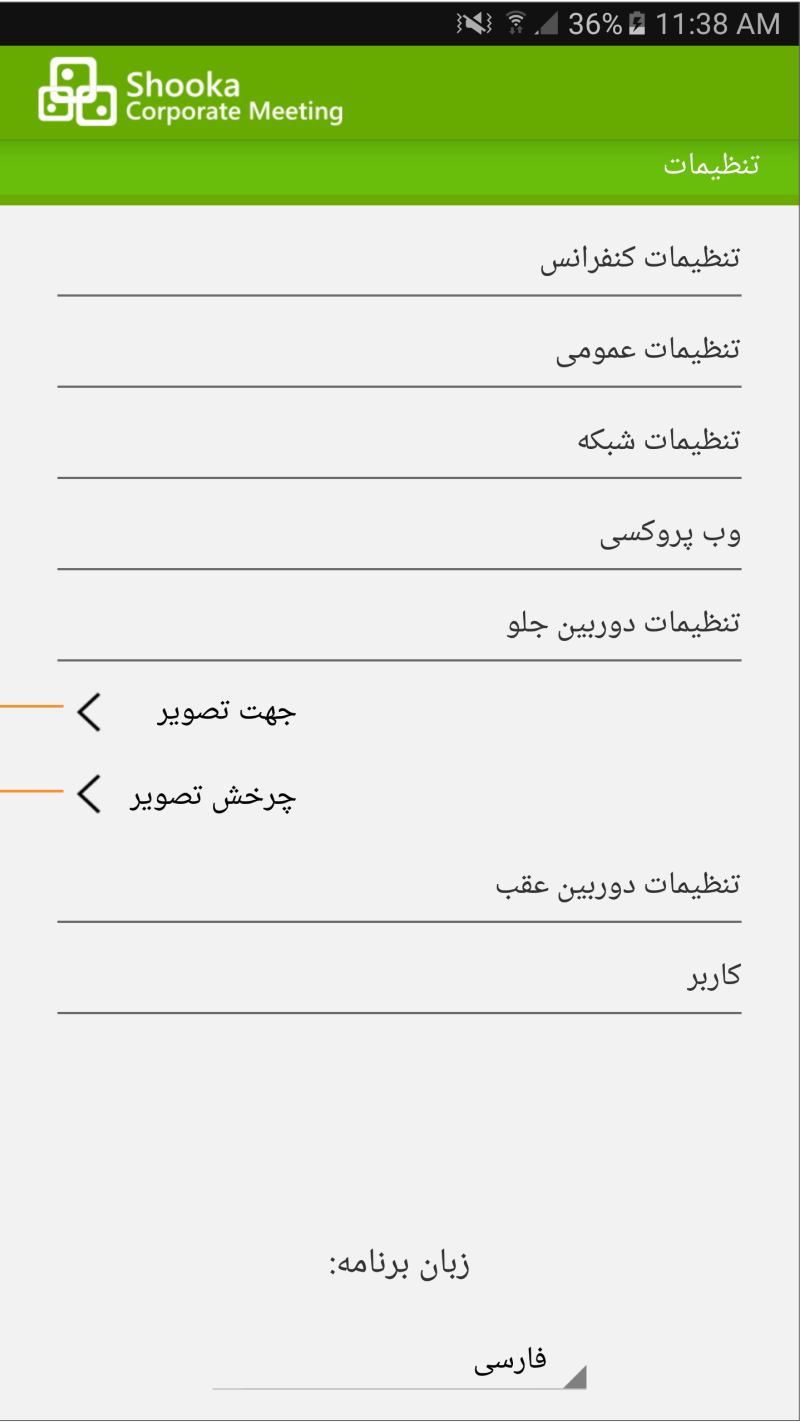 36% 11:38 AM
Shooka
Corporate Meeting
تنظیمات
تنظیمات کنفرانس
تنظیمات عمومی
تنظیمات شبکه
وب پروکسی
تنظیمات دوربین جلو
جهت تصویر
چرخش تصویر
تنظیمات دوربین عقب
کاربر
زبان برنامه:
فارسی